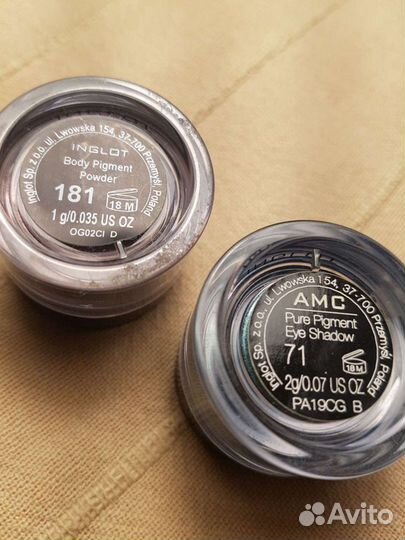 INGLOT
Body Pigment
Powder
181 18 M
1 g/0.035 US OZ
OG02CI D
Inglot Sp. z o.o. ul. Lwowska 154, 37-700 Przemyśl, Poland
AMC
Pure Pigment
Eye Shadow
71 18 M
2g/0.07 US OZ
PA19CG B
Inglot Sp. z o.o. ul. Lwowska 154, 37-700 Przemyśl, Poland
Avito